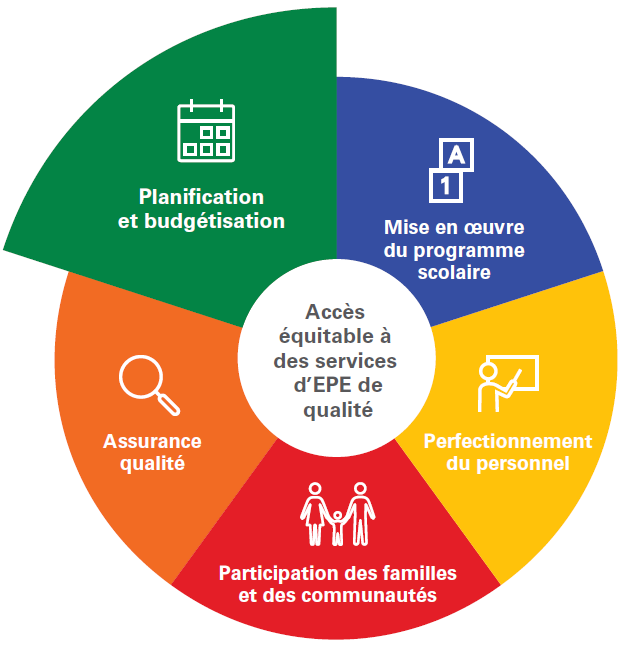 Planification
et budgétisation
A
1
Mise en œuvre
du programme
scolaire
Accès
équitable à
des services
d’EPE de
qualité
Assurance
qualité
Perfectionnement
du personnel
Participation des familles
et des communautés